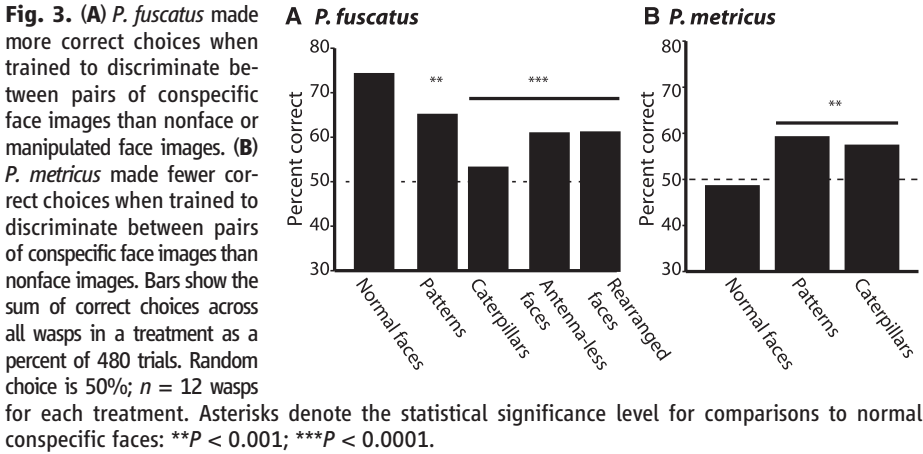 Fig. 3. (A) P. fuscatus made
more correct choices when
trained to discriminate be-
tween pairs of conspecific
face images than nonface or
manipulated face images. (B)
P. metricus made fewer cor-
rect choices when trained to
discriminate between pairs
of conspecific face images than
nonface images. Bars show the
sum of correct choices across
all wasps in a treatment as a
percent of 480 trials. Random
choice is 50%; n = 12 wasps
for each treatment. Asterisks denote the statistical significance level for comparisons to normal
conspecific faces: **P < 0.001; ***P < 0.0001.
A P. fuscatus
80
70
60
50
40
30
Percent correct
**
***
Normal faces
Patterns
Caterpillars
Antenna-less
faces
Rearranged
faces
B P. metricus
80
70
60
50
40
30
Percent correct
**
Normal faces
Patterns
Caterpillars